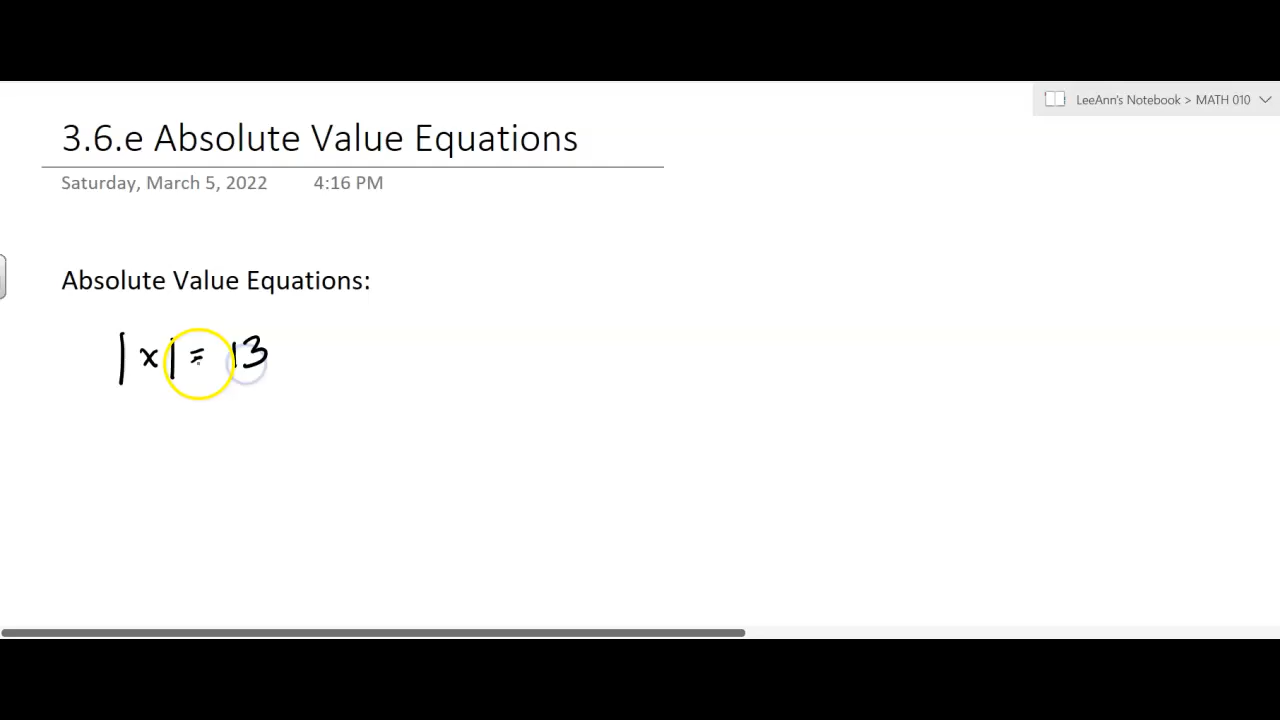 LeeAnn's Notebook > MATH 010
3.6.e Absolute Value Equations
Saturday, March 5, 2022 4:16 PM
Absolute Value Equations:
|x| = 13